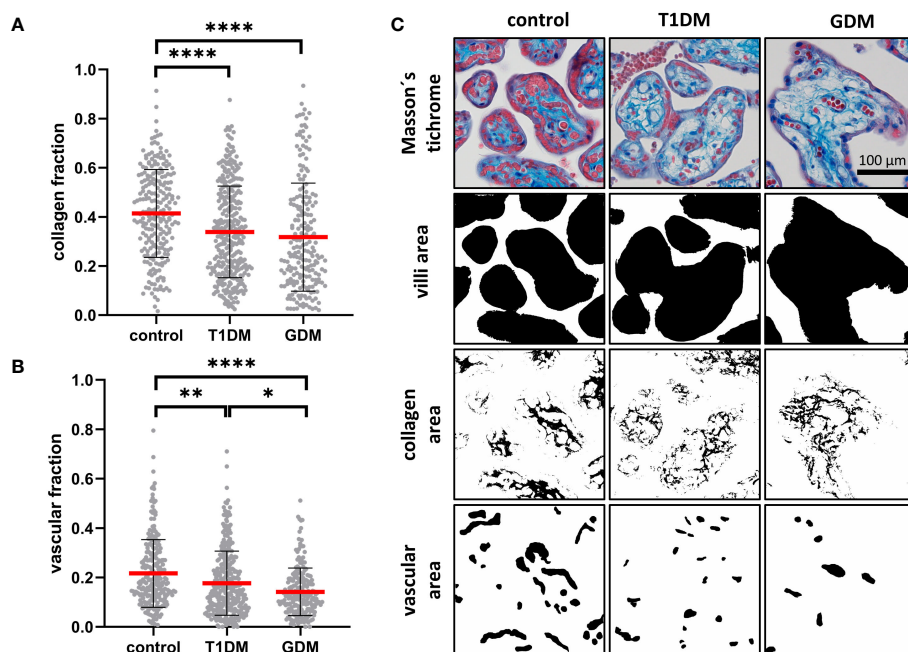 A
****
****
collagen fraction
1.0
0.8
0.6
0.4
0.2
0.0
control T1DM GDM
B
****
** *
vascular fraction
1.0
0.8
0.6
0.4
0.2
0.0
control T1DM GDM
C
control T1DM GDM
Masson´s
tichrome
100 µm
villi area
collagen
area
vascular
area